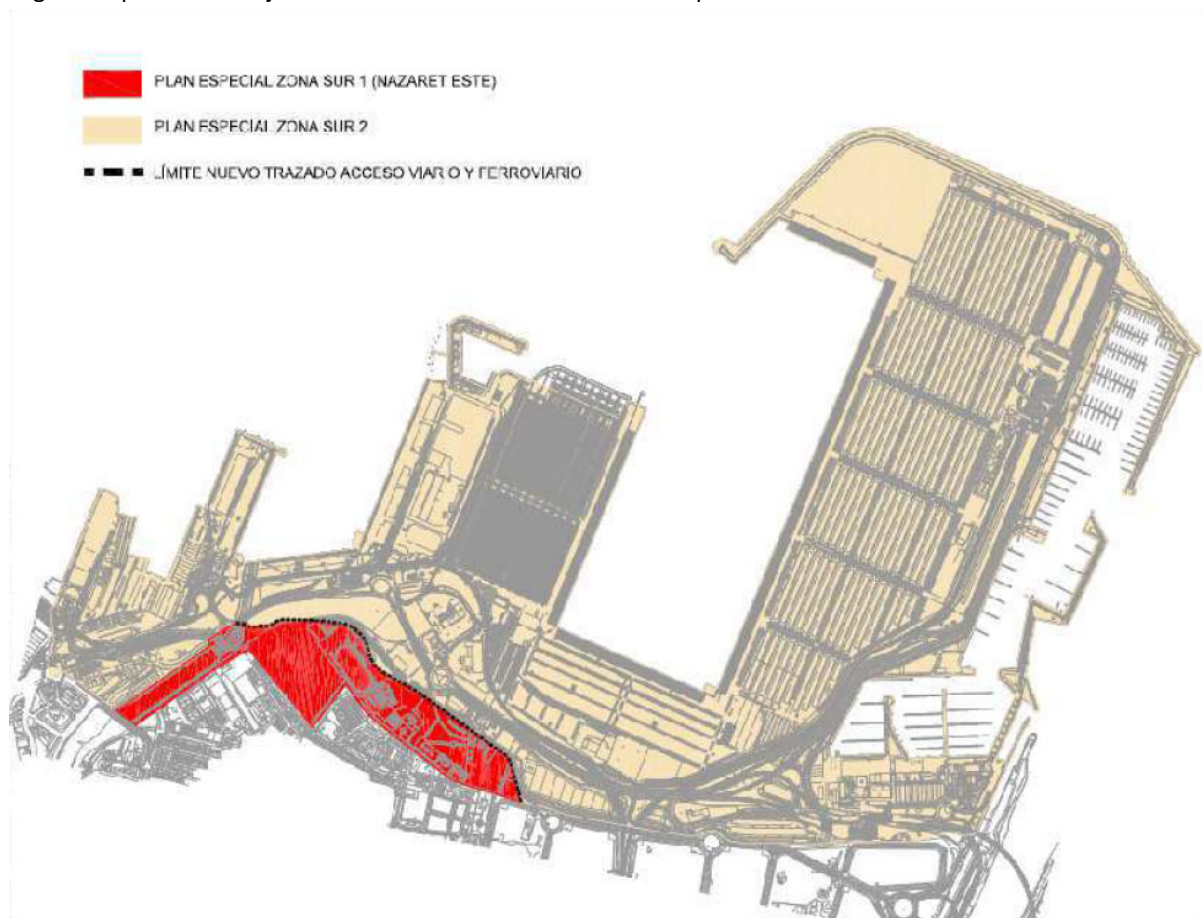 PLAN ESPECIAL ZONA SUR 1 (NAZARET ESTE)
PLAN ESPECIAL ZONA SUR 2
LÍMITE NUEVO TRAZADO ACCESO VIARIO Y FERROVIARIO